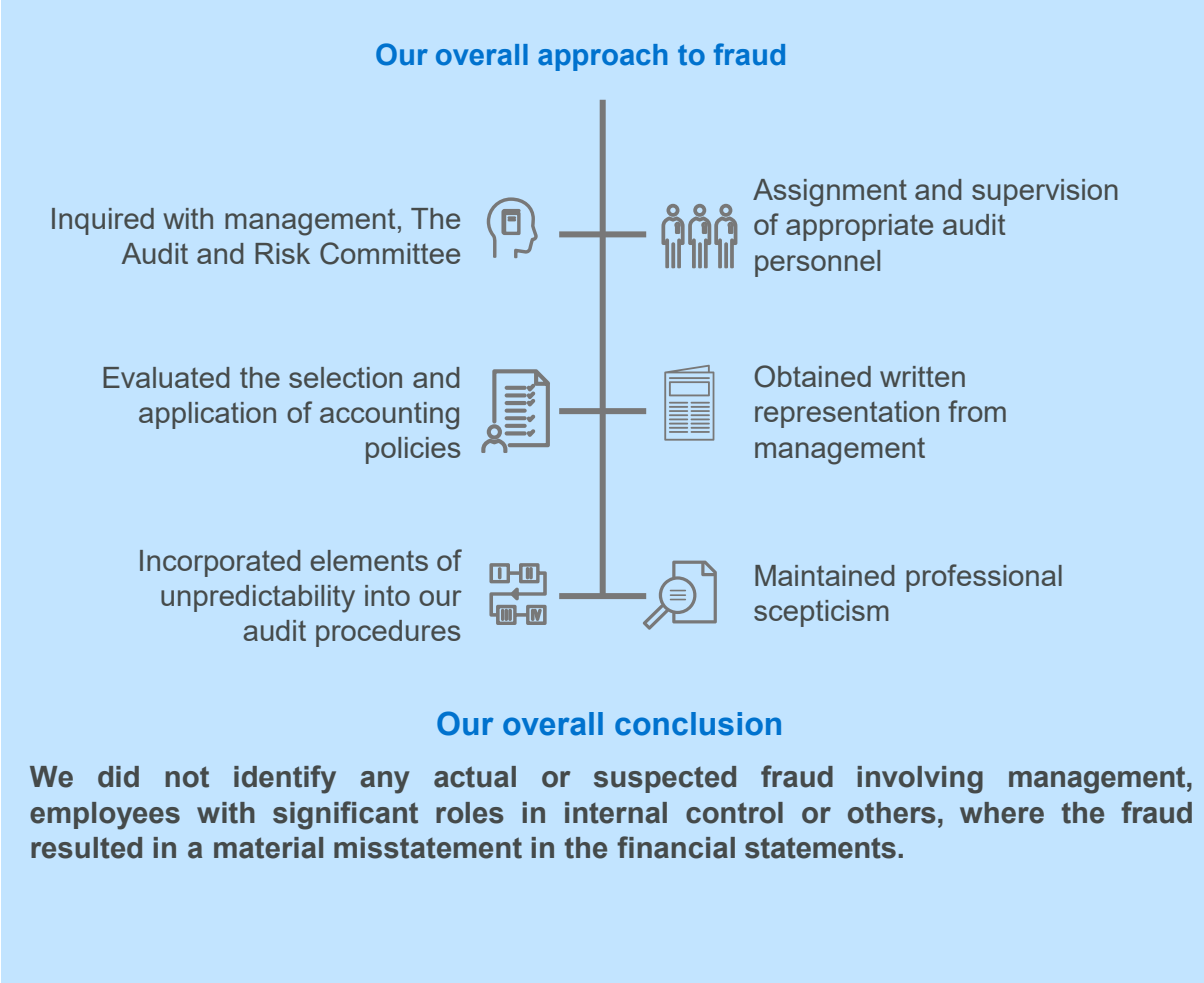 Our overall approach to fraud
Inquired with management, The
Audit and Risk Committee
Assignment and supervision
of appropriate audit
personnel
Evaluated the selection and
application of accounting
policies
Obtained written
representation from
management
Incorporated elements of
unpredictability into our
audit procedures
I II
III IV
Maintained professional
scepticism
Our overall conclusion
We did not identify any actual or suspected fraud involving management,
employees with significant roles in internal control or others, where the fraud
resulted in a material misstatement in the financial statements.